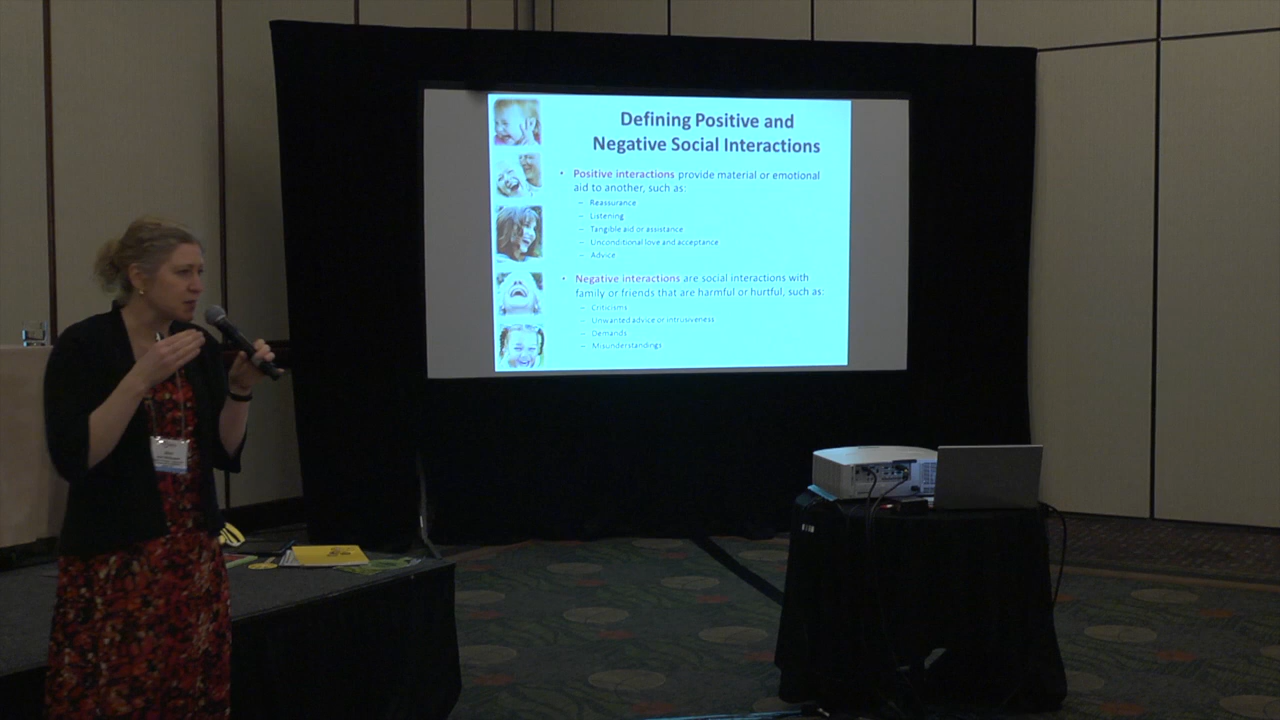 Defining Positive and
Negative Social Interactions
• Positive interactions provide material or emotional
aid to another, such as:
– Reassurance
– Listening
– Tangible aid or assistance
– Unconditional love and acceptance
– Advice
• Negative interactions are social interactions with
family or friends that are harmful or hurtful, such as:
– Criticisms
– Unwanted advice or intrusiveness
– Demands
– Misunderstandings